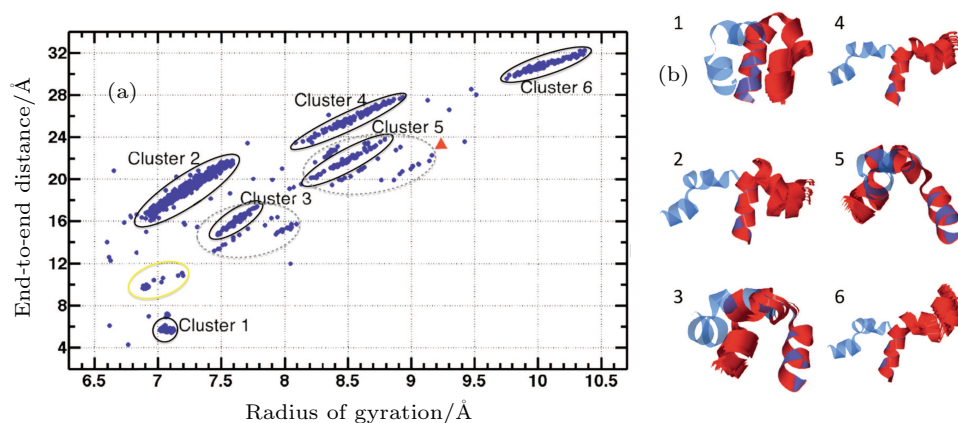 (a)
End-to-end distance/Å
32
28
24
20
16
12
8
4
Cluster 6
Cluster 4
Cluster 5
Cluster 2
Cluster 3
Cluster 1
6.5 7 7.5 8 8.5 9 9.5 10 10.5
Radius of gyration/Å
(b)
1 4
2 5
3 6